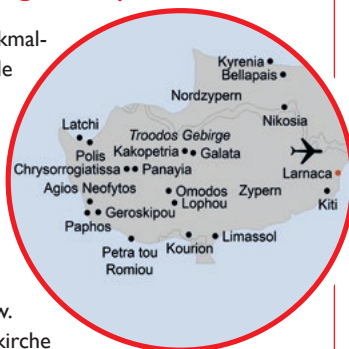 kmal-
Kyrenia
Bellapais
Nordzypern
Nikosia
Latchi
Troodos Gebirge
Polis
Kakopetria
Galata
Chrysorrogiatissa
Panayia
Larnaca
Agios Neofytos
Omodos
Zypern
Kiti
Lophou
Geroskipou
Paphos
Kourion
Limassol
Petra tou
Romiou
w.
kirche